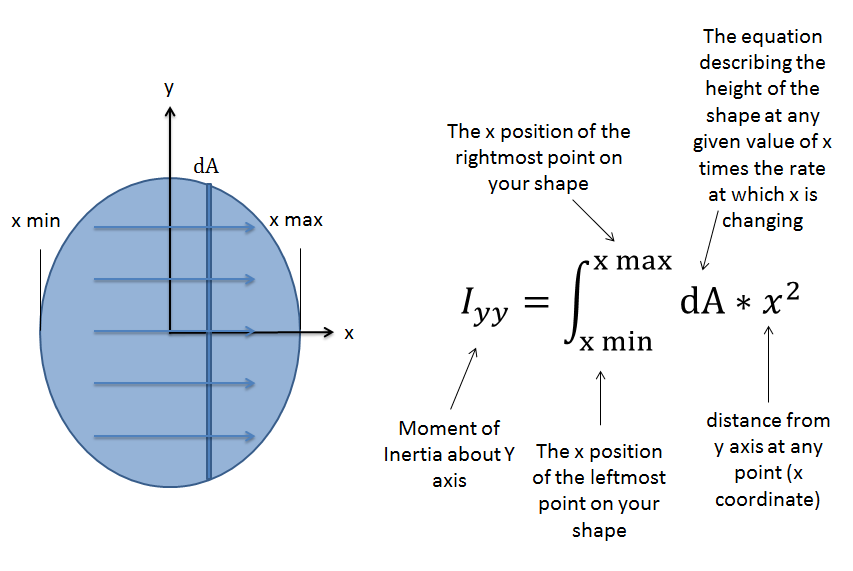 y
dA
x min
x max
x
The equation
describing the
height of the
shape at any
given value of x
times the rate
at which x is
changing
The x position of the
rightmost point on
your shape
I_yy = ∫_{x min}^{x max} dA ∗ x²
Moment of
Inertia about Y
axis
The x position
of the leftmost
point on your
shape
distance from
y axis at any
point (x
coordinate)